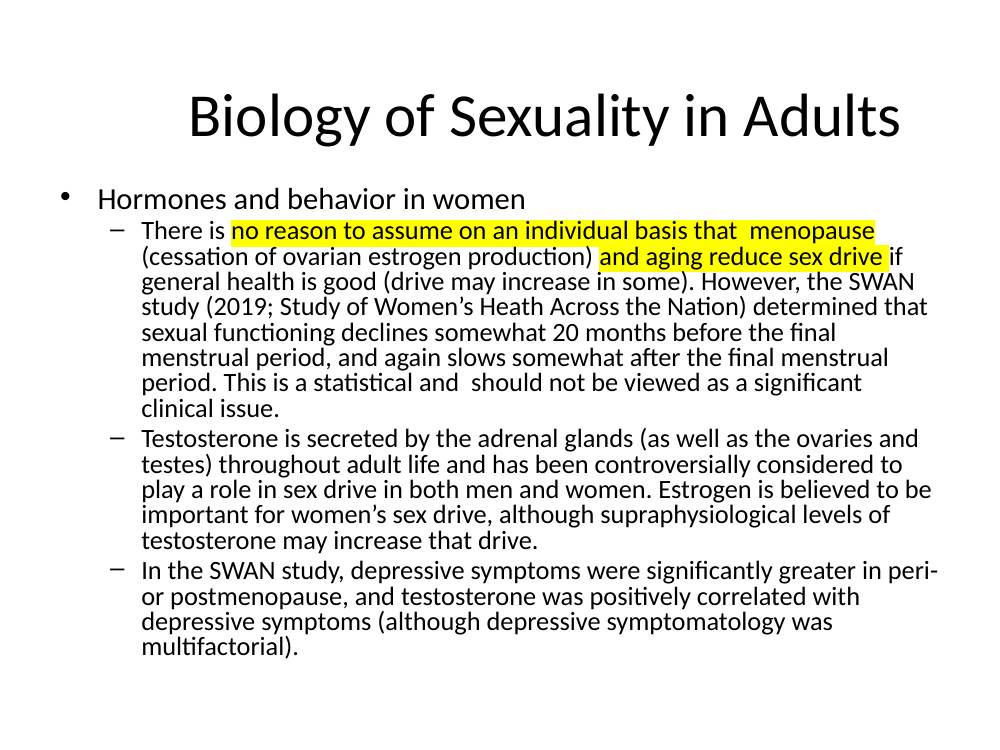 Biology of Sexuality in Adults
• Hormones and behavior in women
– There is no reason to assume on an individual basis that  menopause
(cessation of ovarian estrogen production) and aging reduce sex drive if
general health is good (drive may increase in some). However, the SWAN
study (2019; Study of Women’s Heath Across the Nation) determined that
sexual functioning declines somewhat 20 months before the final
menstrual period, and again slows somewhat after the final menstrual
period. This is a statistical and  should not be viewed as a significant
clinical issue.
– Testosterone is secreted by the adrenal glands (as well as the ovaries and
testes) throughout adult life and has been controversially considered to
play a role in sex drive in both men and women. Estrogen is believed to be
important for women’s sex drive, although supraphysiological levels of
testosterone may increase that drive.
– In the SWAN study, depressive symptoms were significantly greater in peri-
or postmenopause, and testosterone was positively correlated with
depressive symptoms (although depressive symptomatology was
multifactorial).